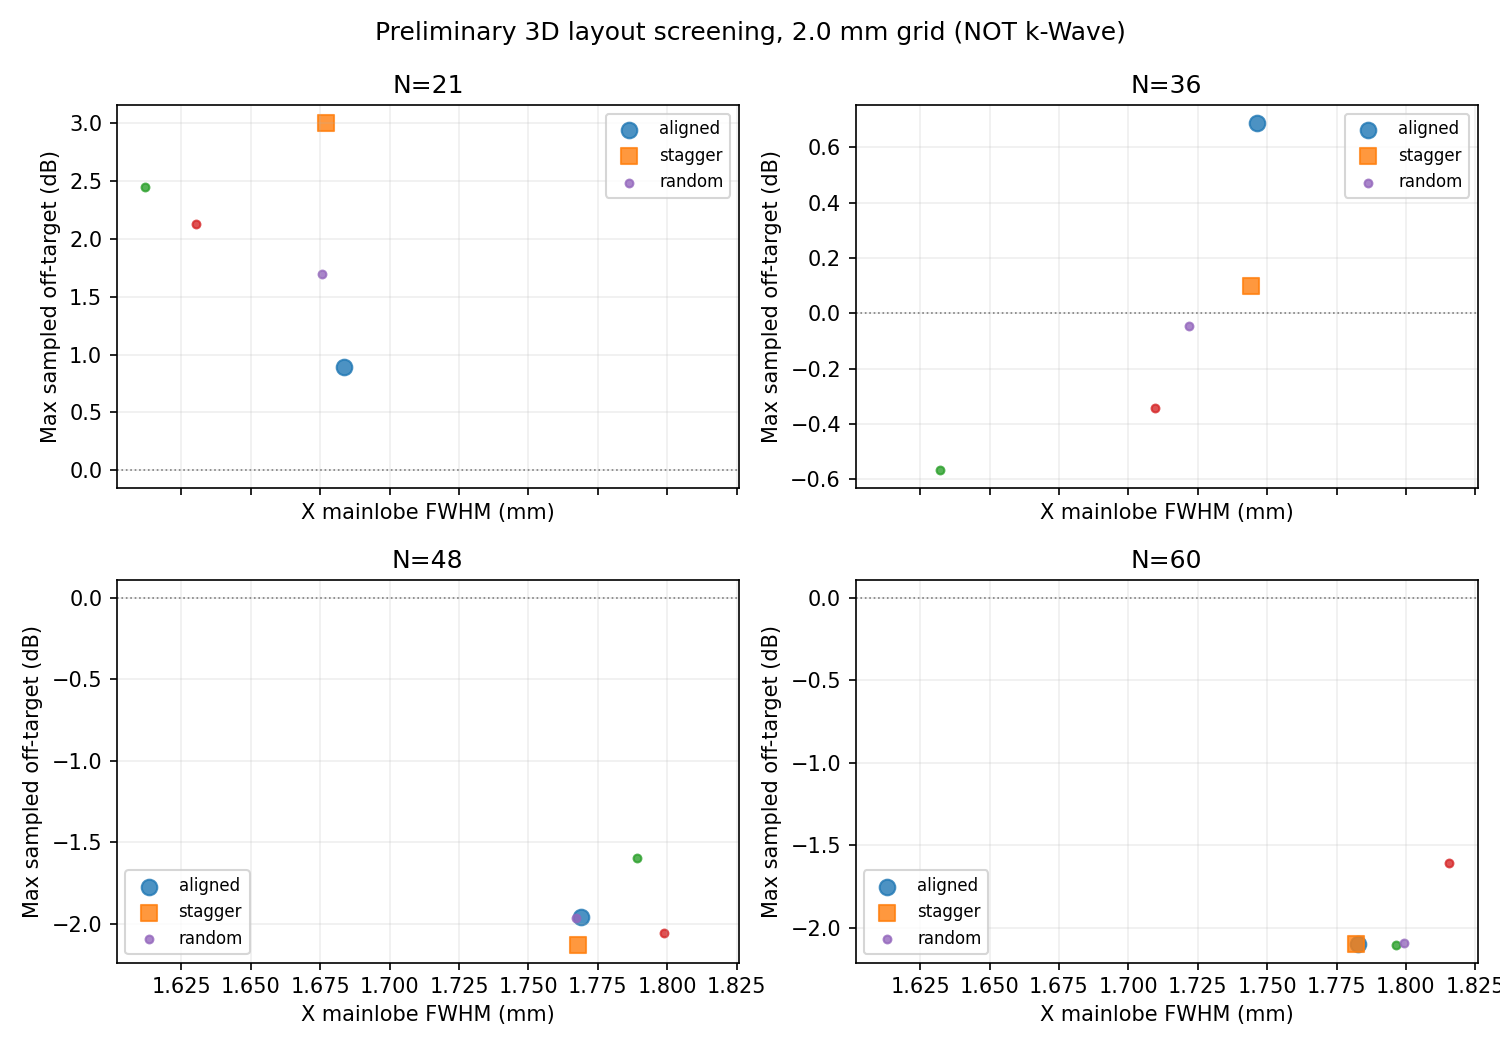 Preliminary 3D layout screening, 2.0 mm grid (NOT k-Wave)
N=21
Max sampled off-target (dB)
3.0
2.5
2.0
1.5
1.0
0.5
0.0
aligned
stagger
random
X mainlobe FWHM (mm)
N=36
Max sampled off-target (dB)
0.6
0.4
0.2
0.0
−0.2
−0.4
−0.6
aligned
stagger
random
X mainlobe FWHM (mm)
N=48
Max sampled off-target (dB)
0.0
−0.5
−1.0
−1.5
−2.0
aligned
stagger
random
1.625 1.650 1.675 1.700 1.725 1.750 1.775 1.800 1.825
X mainlobe FWHM (mm)
N=60
Max sampled off-target (dB)
0.0
−0.5
−1.0
−1.5
−2.0
aligned
stagger
random
1.625 1.650 1.675 1.700 1.725 1.750 1.775 1.800 1.825
X mainlobe FWHM (mm)